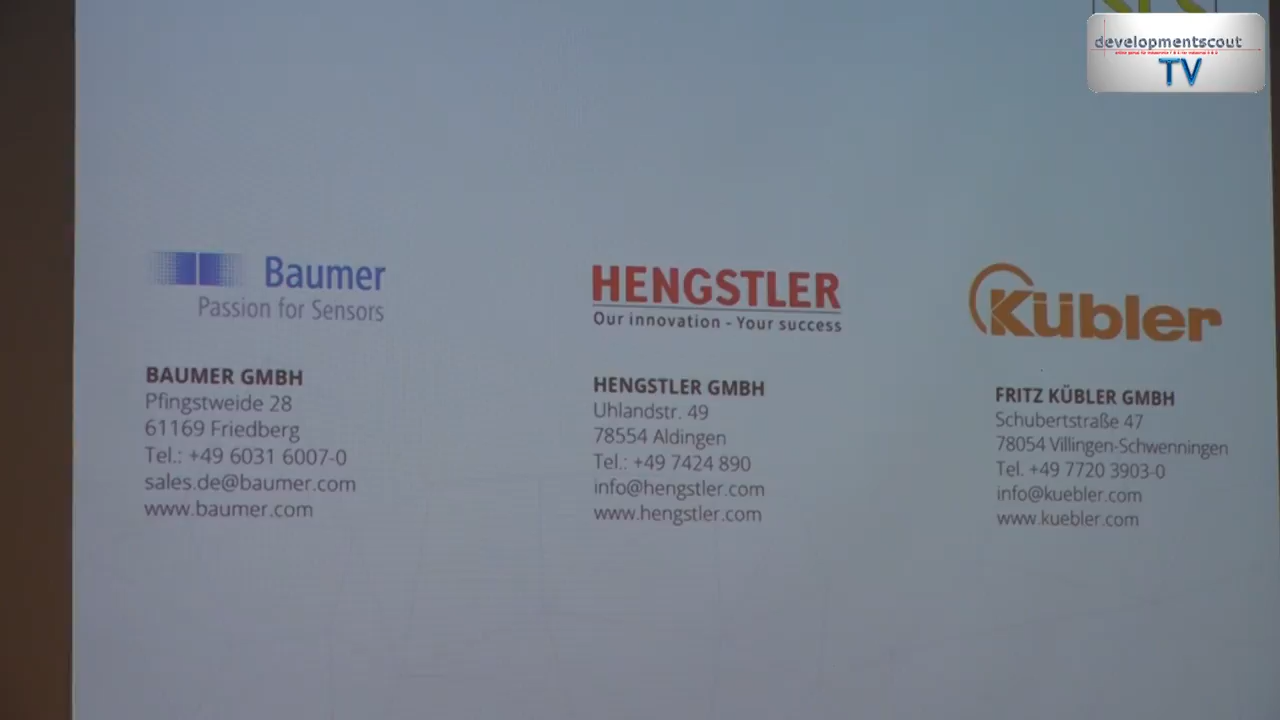 developmentscout
TV
Baumer
Passion for Sensors
BAUMER GMBH
Pfingstweide 28
61169 Friedberg
Tel.: +49 6031 6007-0
sales.de@baumer.com
www.baumer.com
HENGSTLER
Our innovation - Your success
HENGSTLER GMBH
Uhlandstr. 49
78554 Aldingen
Tel.: +49 7424 890
info@hengstler.com
www.hengstler.com
Kübler
FRITZ KÜBLER GMBH
Schubertstraße 47
78054 Villingen-Schwenningen
Tel. +49 7720 3903-0
info@kuebler.com
www.kuebler.com